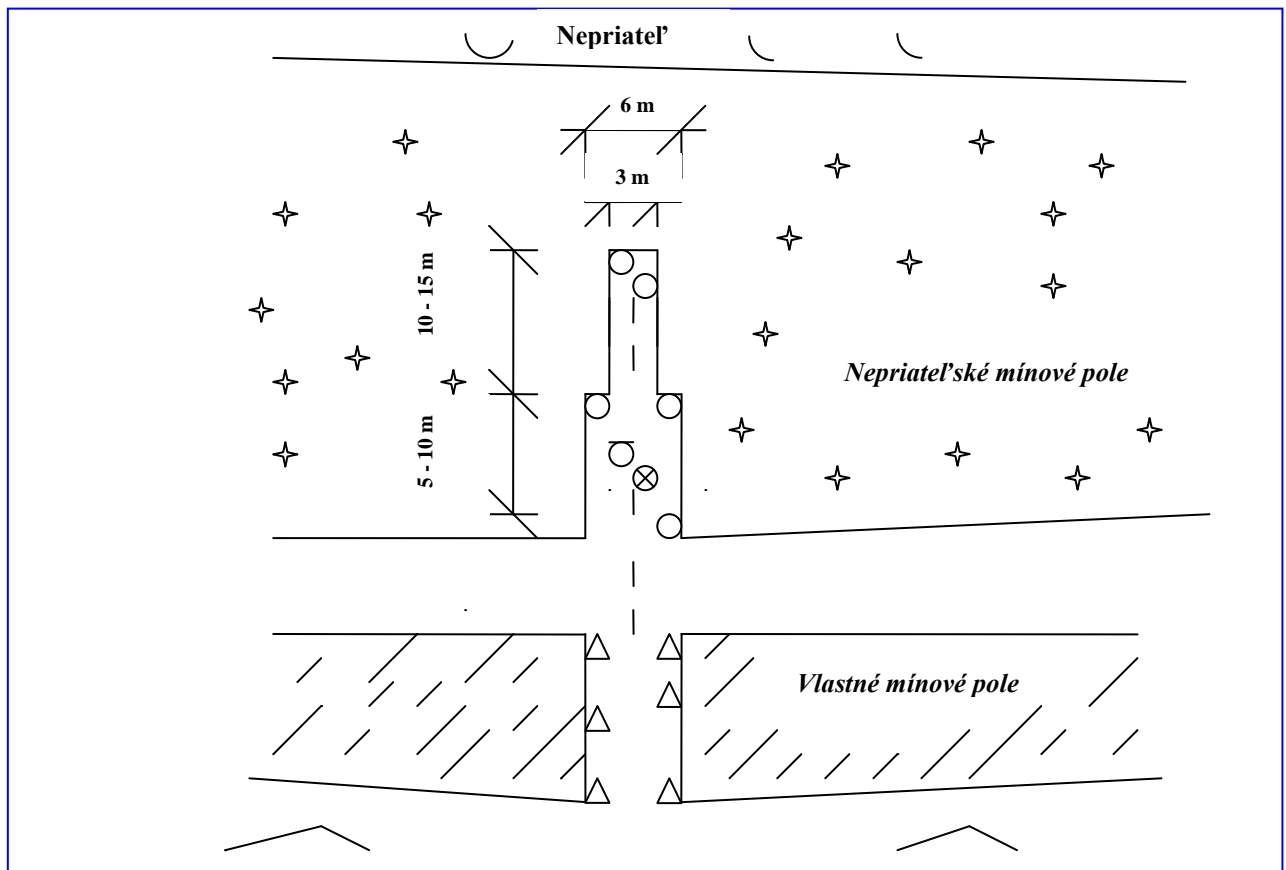 Nepriateľ
6 m
3 m
10 - 15 m
Nepriateľské mínové pole
5 - 10 m
Vlastné mínové pole